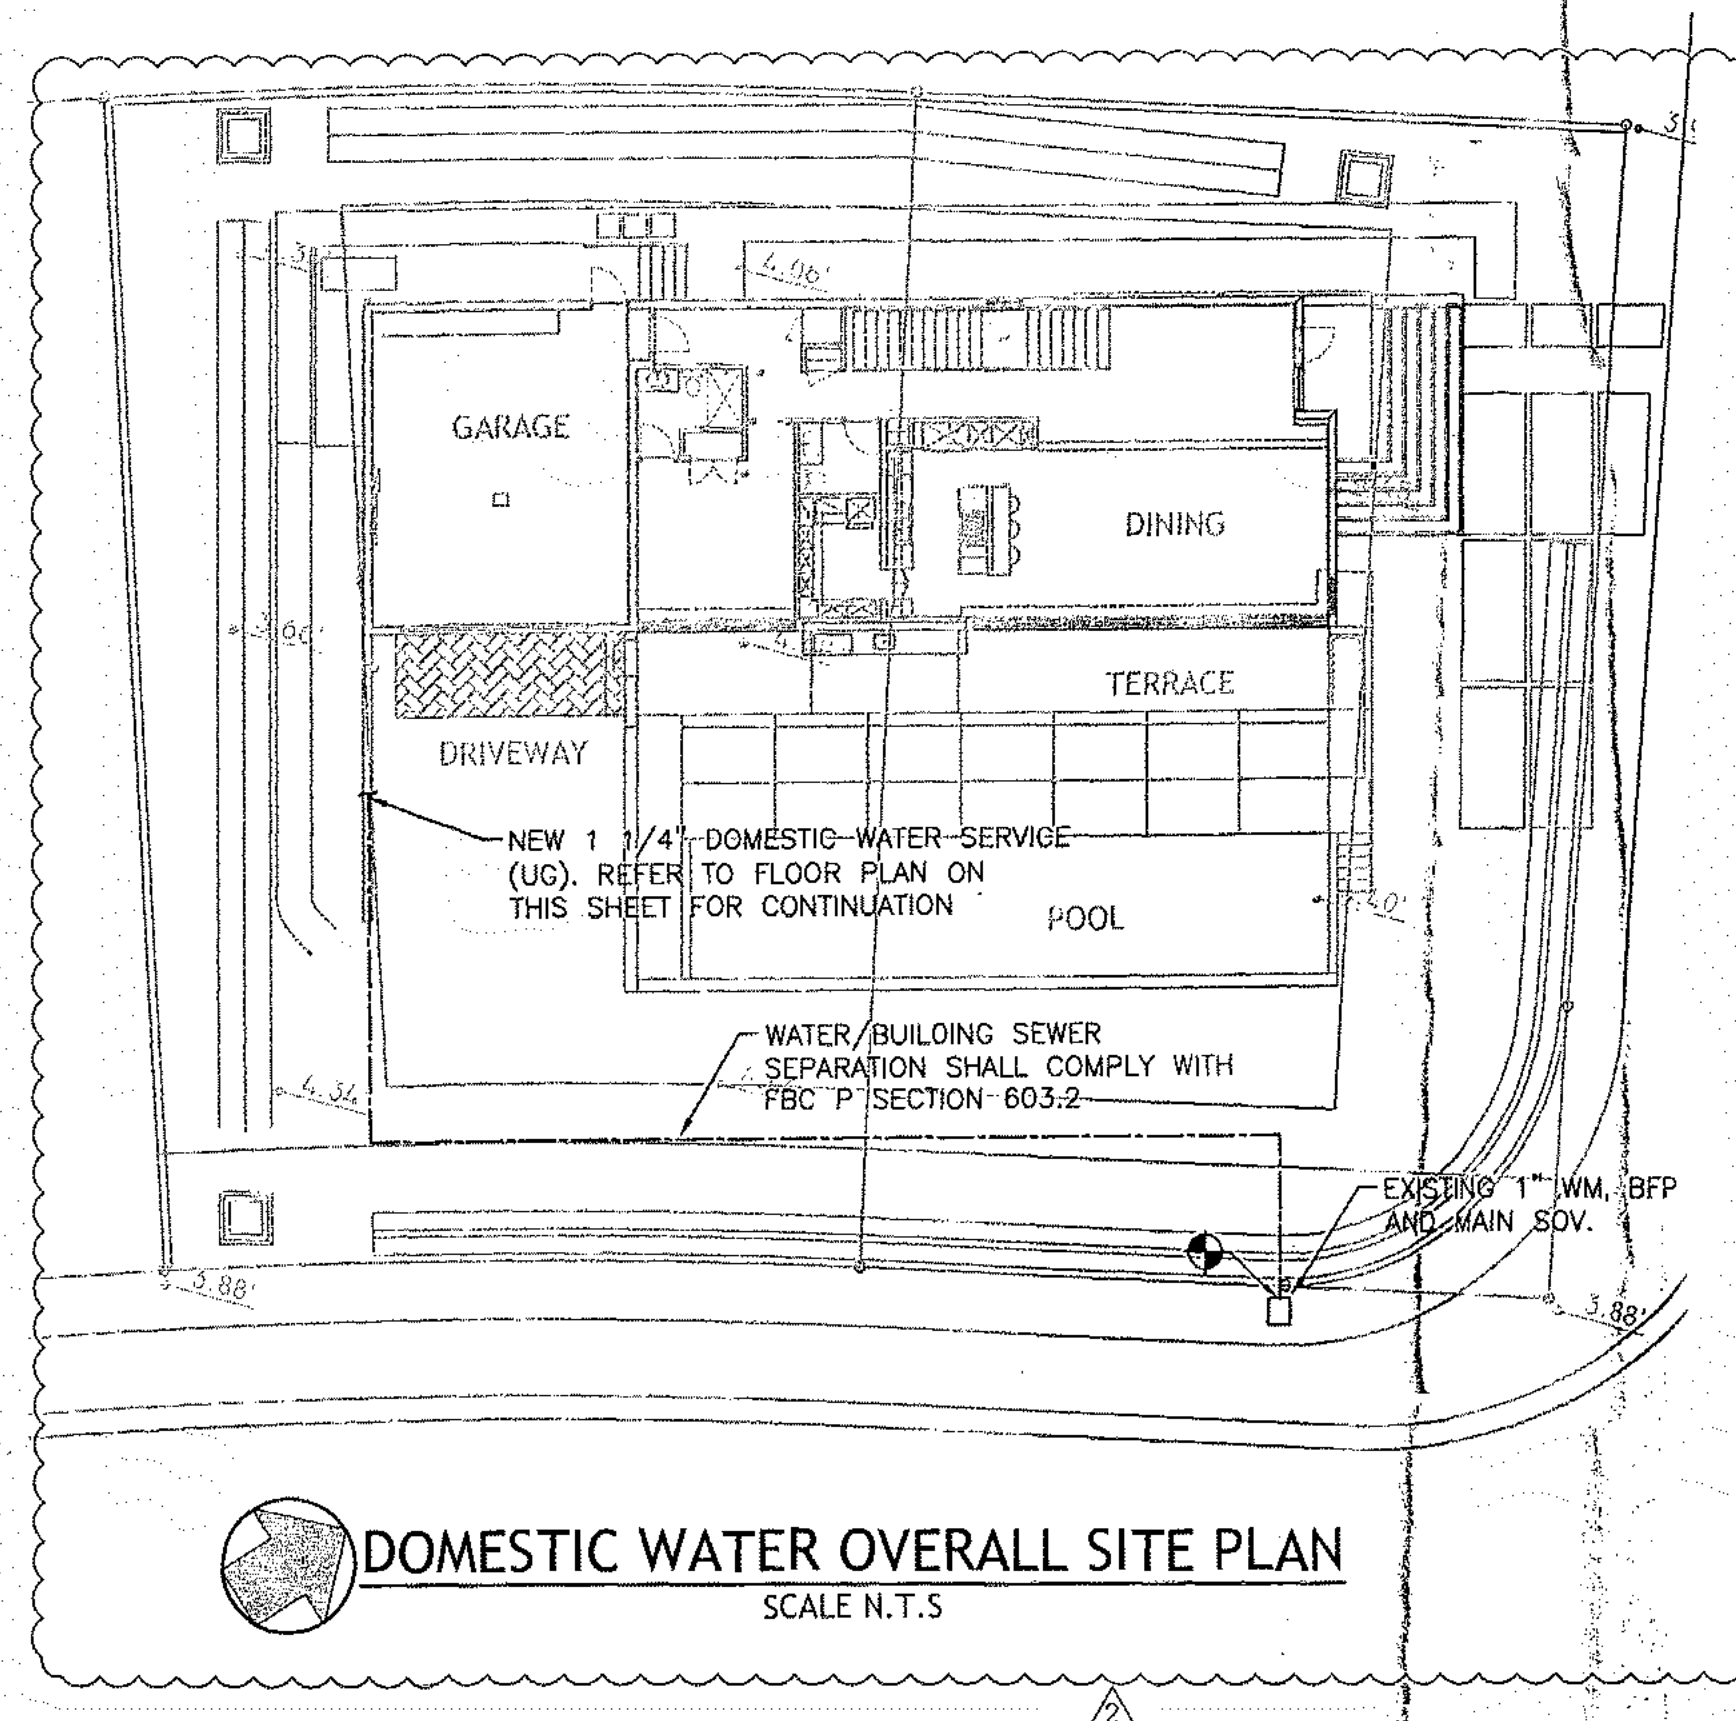 4.06'
GARAGE
DINING
3.60'
TERRACE
DRIVEWAY
NEW 1 1/4" DOMESTIC WATER SERVICE
(UG). REFER TO FLOOR PLAN ON
THIS SHEET FOR CONTINUATION
POOL
WATER/BUILDING SEWER
SEPARATION SHALL COMPLY WITH
FBC P SECTION 603.2
4.34
EXISTING 1" WM, BFP
AND MAIN SOV.
3.88'
3.88'
DOMESTIC WATER OVERALL SITE PLAN
SCALE N.T.S
2